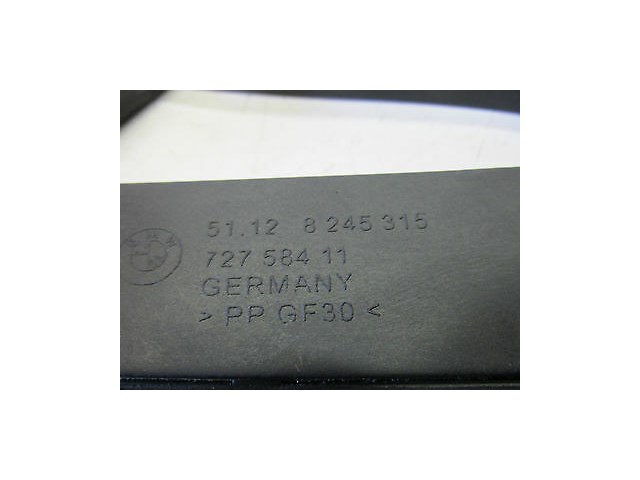 51.12 8 245 315
727 584 11
GERMANY
> PP GF30 <